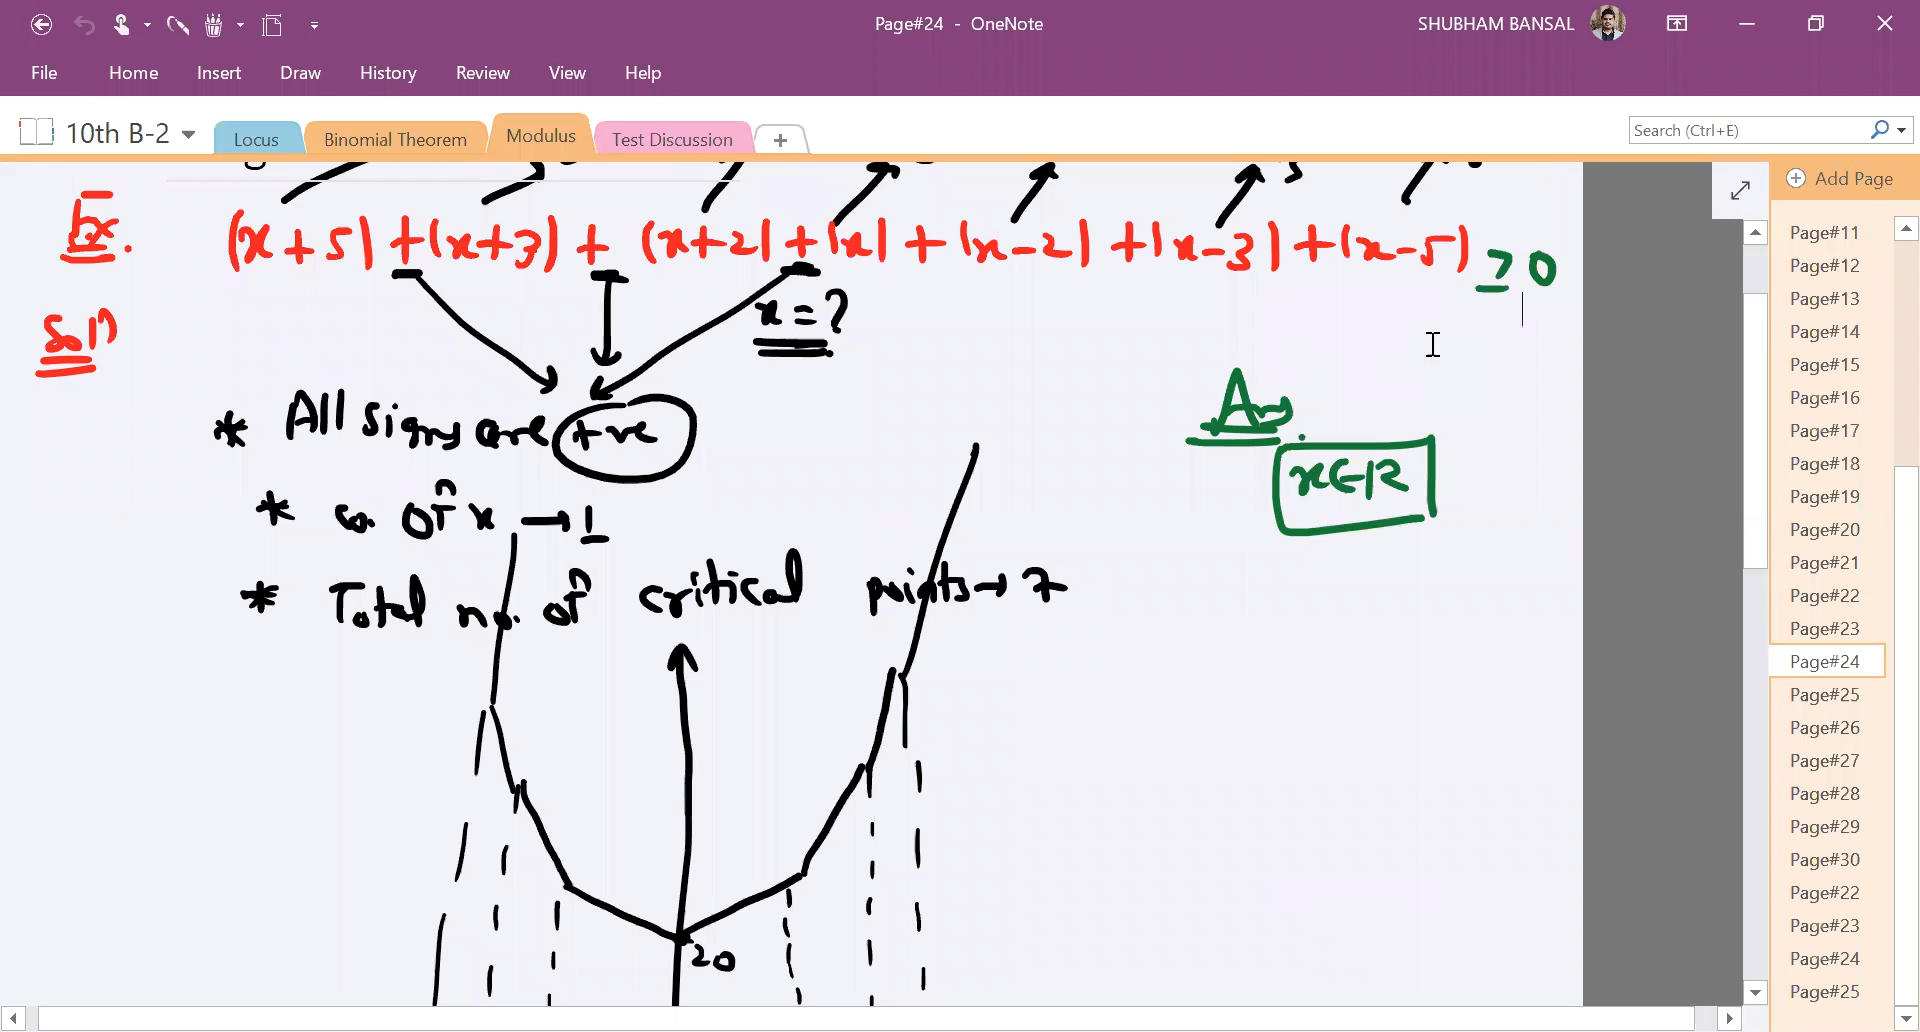 Page#24 - OneNote
SHUBHAM BANSAL
File Home Insert Draw History Review View Help
10th B-2
Locus Binomial Theorem Modulus Test Discussion +
Search (Ctrl+E)
Add Page
Ex. |x+5| + |x+3| + |x+2| + |x| + |x-2| + |x-3| + |x-5| ≥ 0
x = ?
Sol^n
* All signs are +ve
Ans
x∈R
* co. off^n x → 1
* Total no. off^n critical points → 7
20
Page#11
Page#12
Page#13
Page#14
Page#15
Page#16
Page#17
Page#18
Page#19
Page#20
Page#21
Page#22
Page#23
Page#24
Page#25
Page#26
Page#27
Page#28
Page#29
Page#30
Page#22
Page#23
Page#24
Page#25